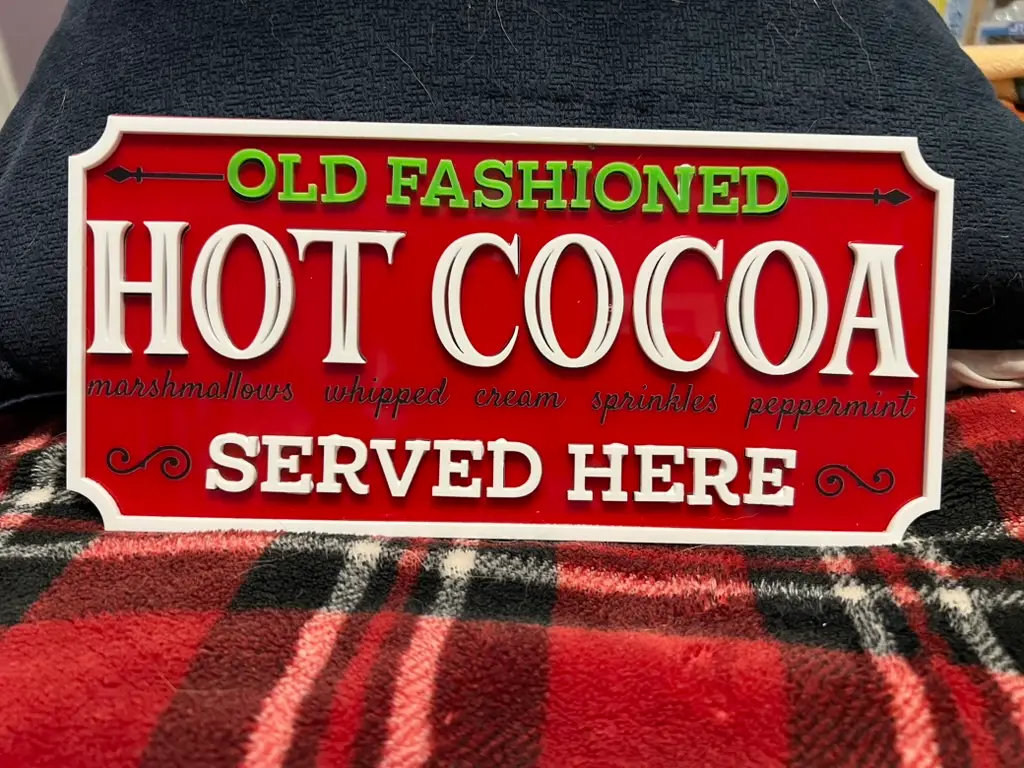 OLD FASHIONED
HOT COCOA
marshmallows whipped cream sprinkles peppermint
SERVED HERE